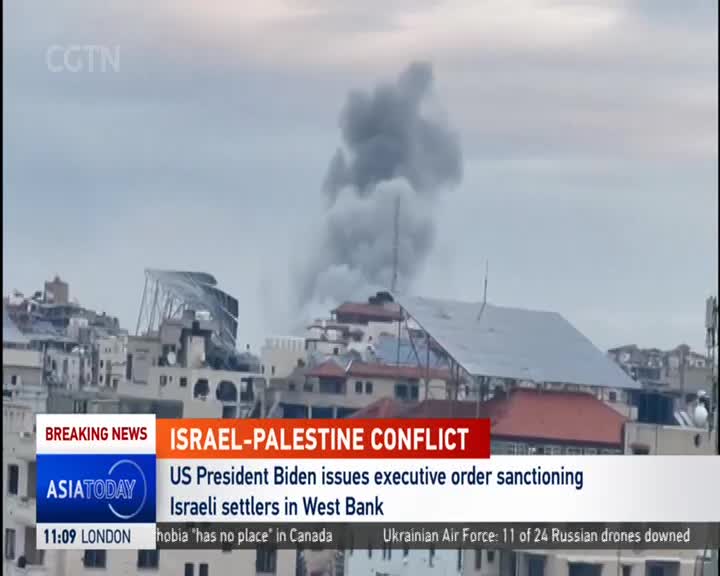 CGTN
BREAKING NEWS
ISRAEL-PALESTINE CONFLICT
ASIATODAY
US President Biden issues executive order sanctioning
Israeli settlers in West Bank
11:09 LONDON
phobia "has no place" in Canada Ukrainian Air Force: 11 of 24 Russian drones downed